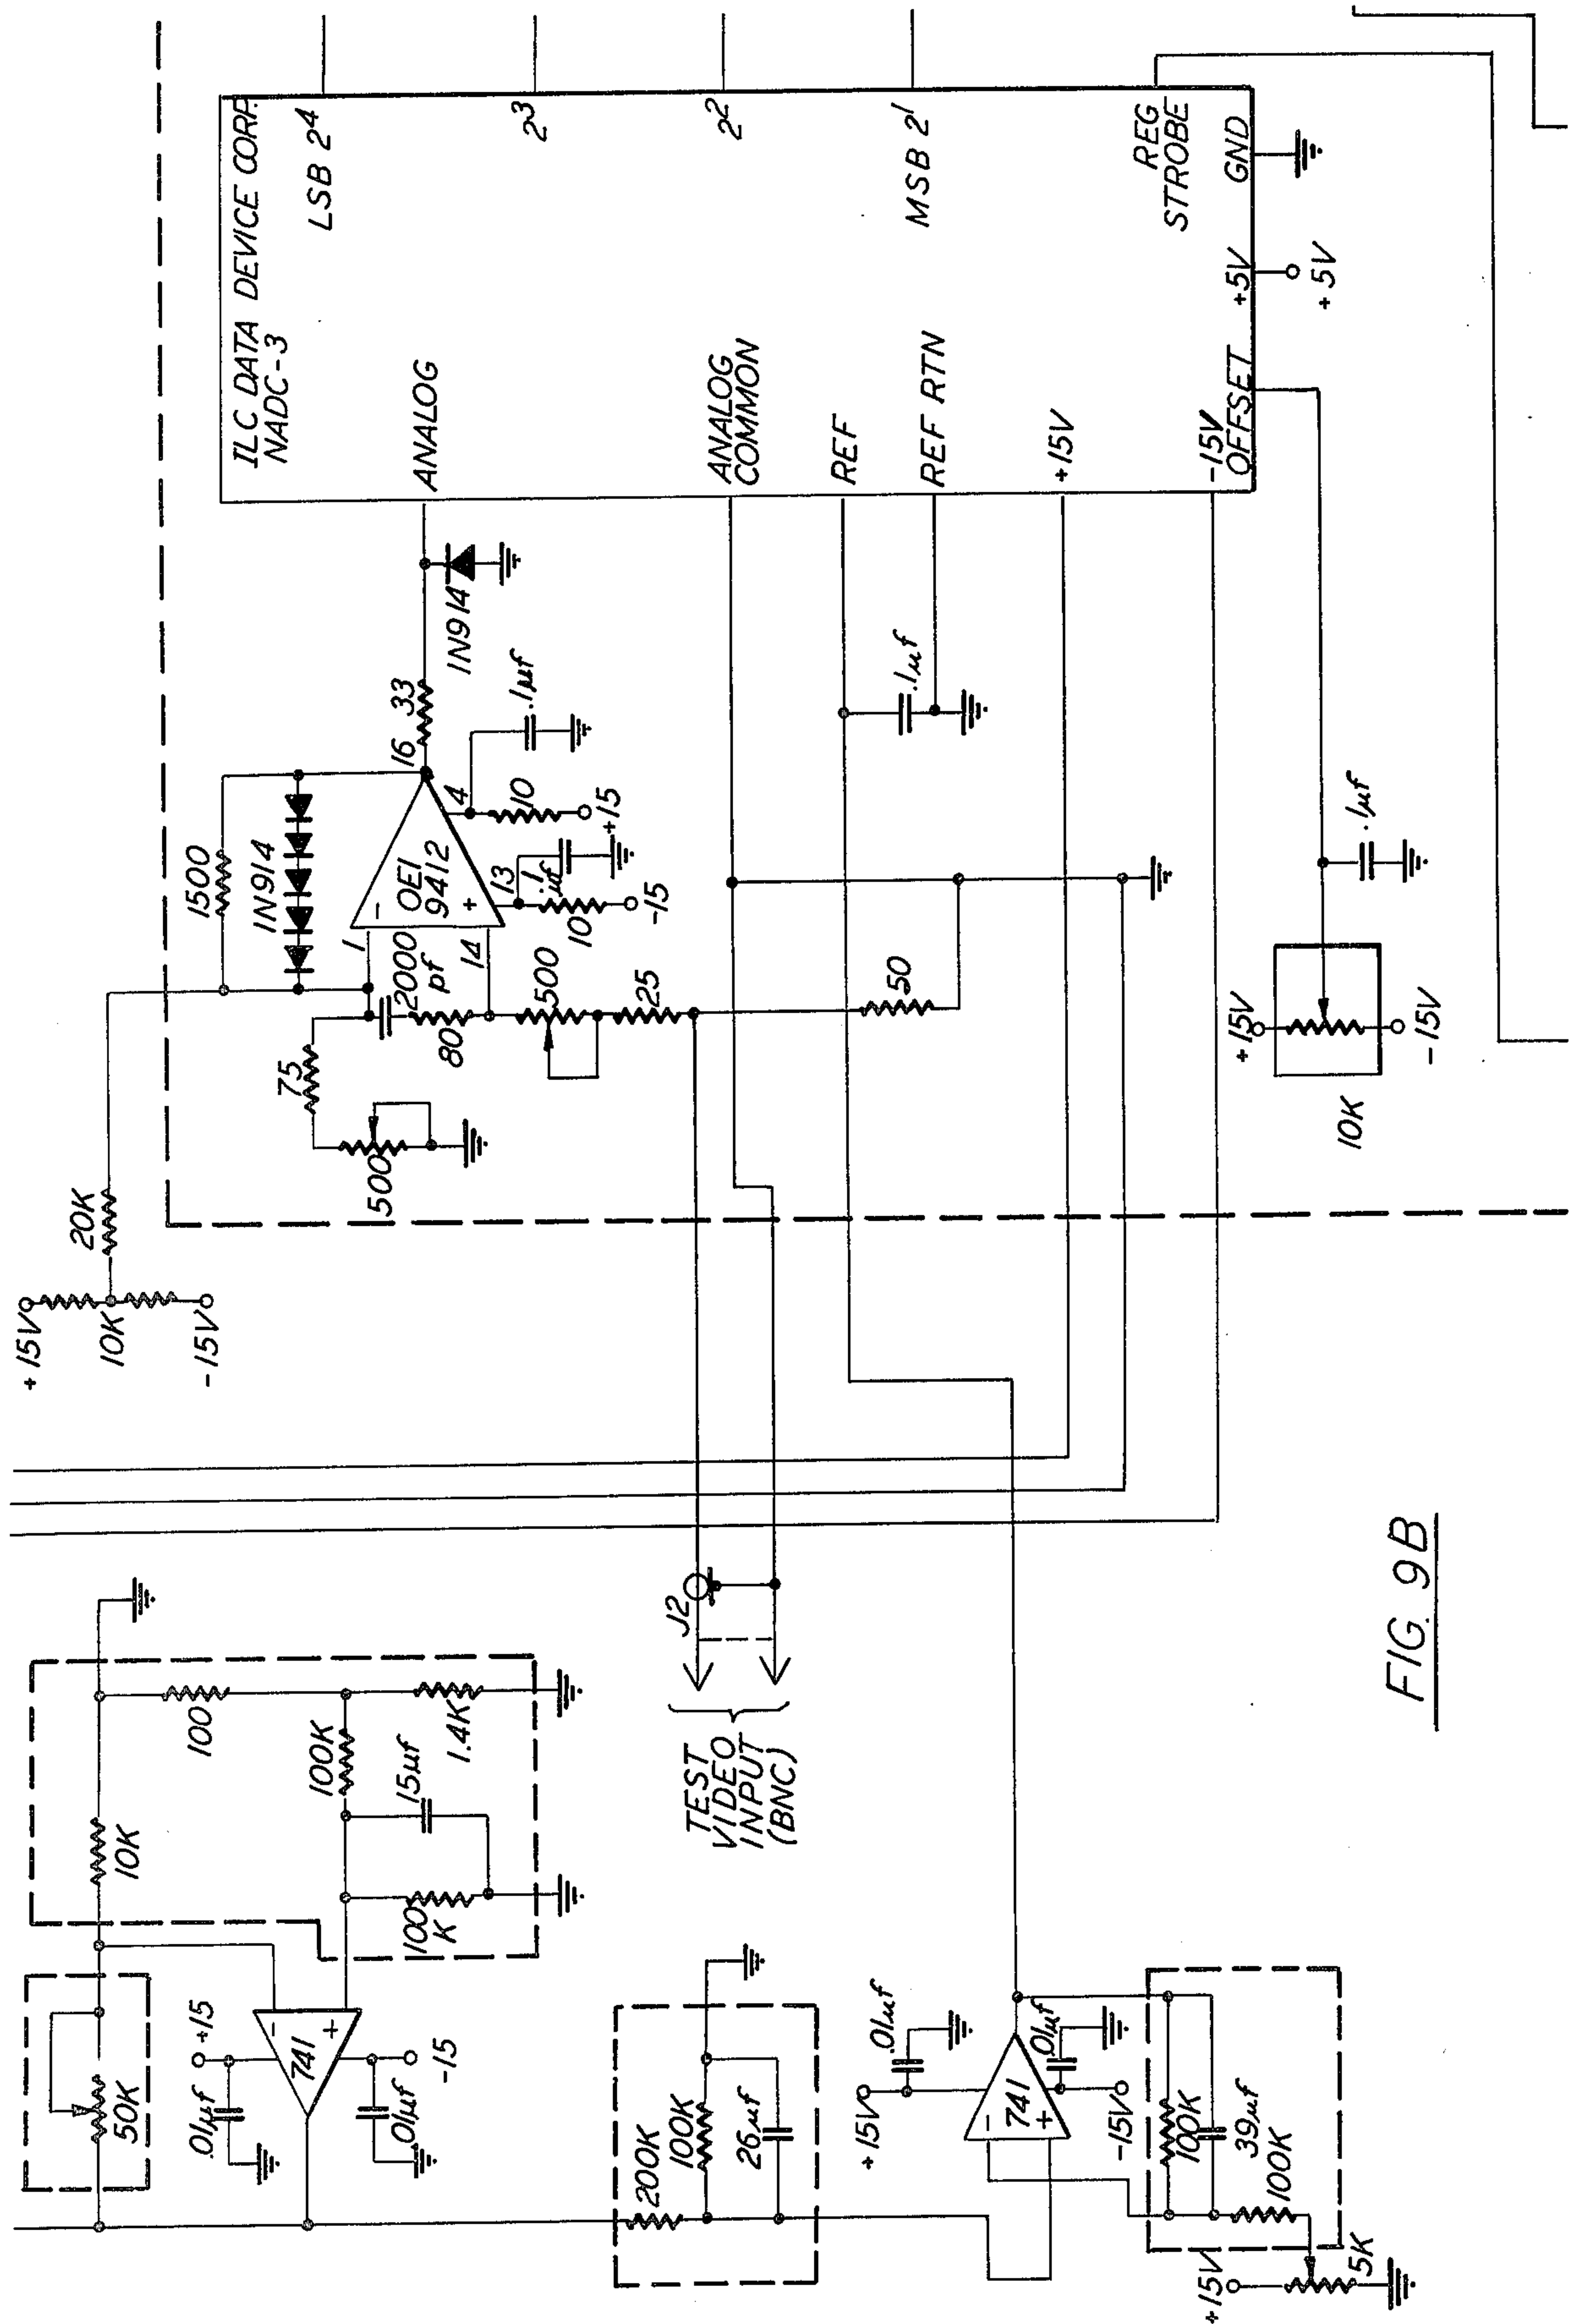 ILC DATA DEVICE CORP.
NADC-3
LSB 2⁴
2³
2²
MSB 2¹
REG
STROBE
GND
+5V
+5V
ANALOG
ANALOG
COMMON
REF
REF RTN
+15V
-15V
OFFSET
1500
1N914
OEI
9412
-
+
1
14
16
4
13
33
1N914
.1µf
10
+15
.1
µf
10
-15
2000
pf
80
500
25
75
500
50
20K
+15V
10K
-15V
.1µf
.1µf
+15V
-15V
10K
J2
TEST
VIDEO
INPUT
(BNC)
100
10K
100K
15µf
1.4K
100
K
50K
+15
.01µf
741
-
+
.01µf
-15
200K
100K
26µf
+15V
.01µf
741
-
+
.01µf
-15V
100K
39µf
100K
+15V
5K
FIG. 9B